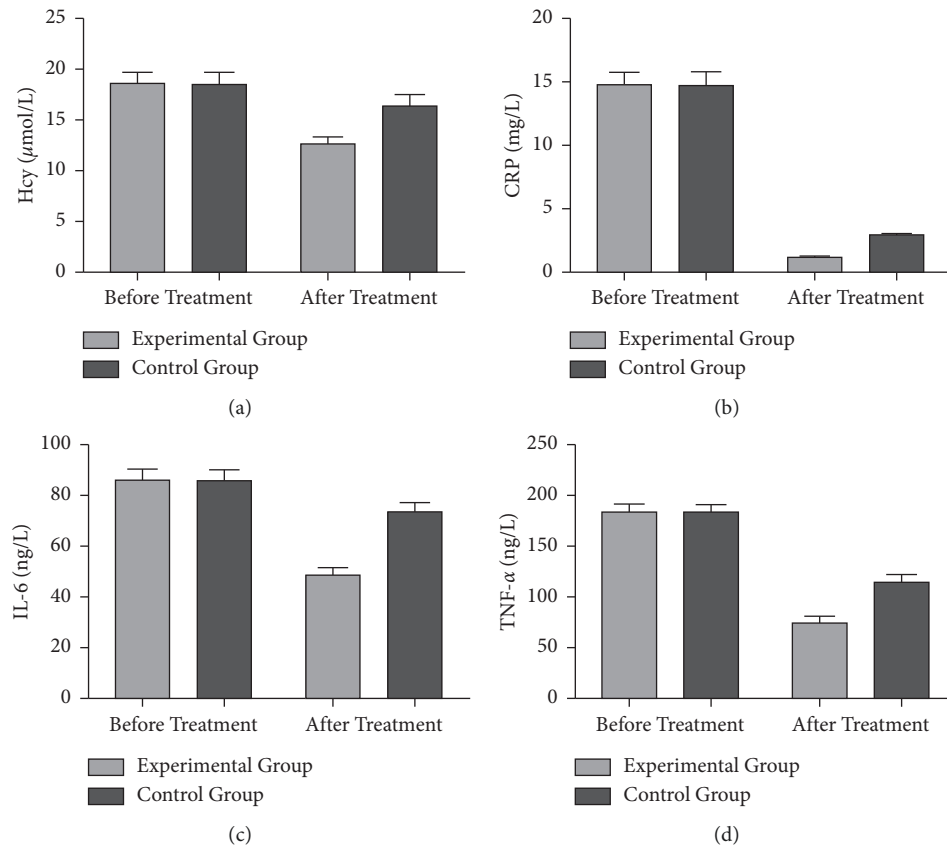 25
20
15
10
5
0
Hcy (μmol/L)
Before Treatment After Treatment
Experimental Group
Control Group
(a)
20
15
10
5
0
CRP (mg/L)
Before Treatment After Treatment
Experimental Group
Control Group
(b)
100
80
60
40
20
0
IL-6 (ng/L)
Before Treatment After Treatment
Experimental Group
Control Group
(c)
250
200
150
100
50
0
TNF-α (ng/L)
Before Treatment After Treatment
Experimental Group
Control Group
(d)